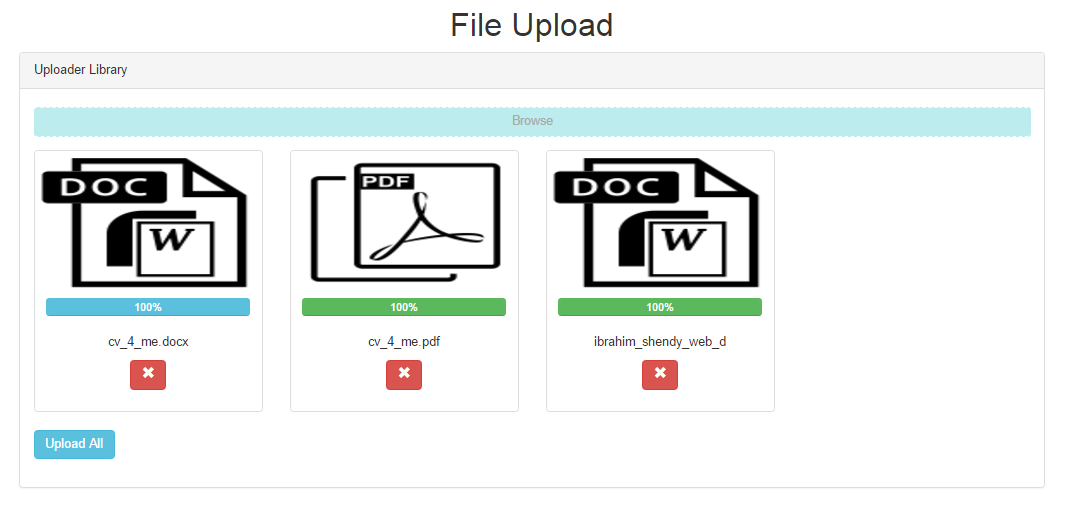 File Upload
Uploader Library
Browse
DOC
W
PDF
DOC
W
100%
100%
100%
cv_4_me.docx
cv_4_me.pdf
ibrahim_shendy_web_d
Upload All